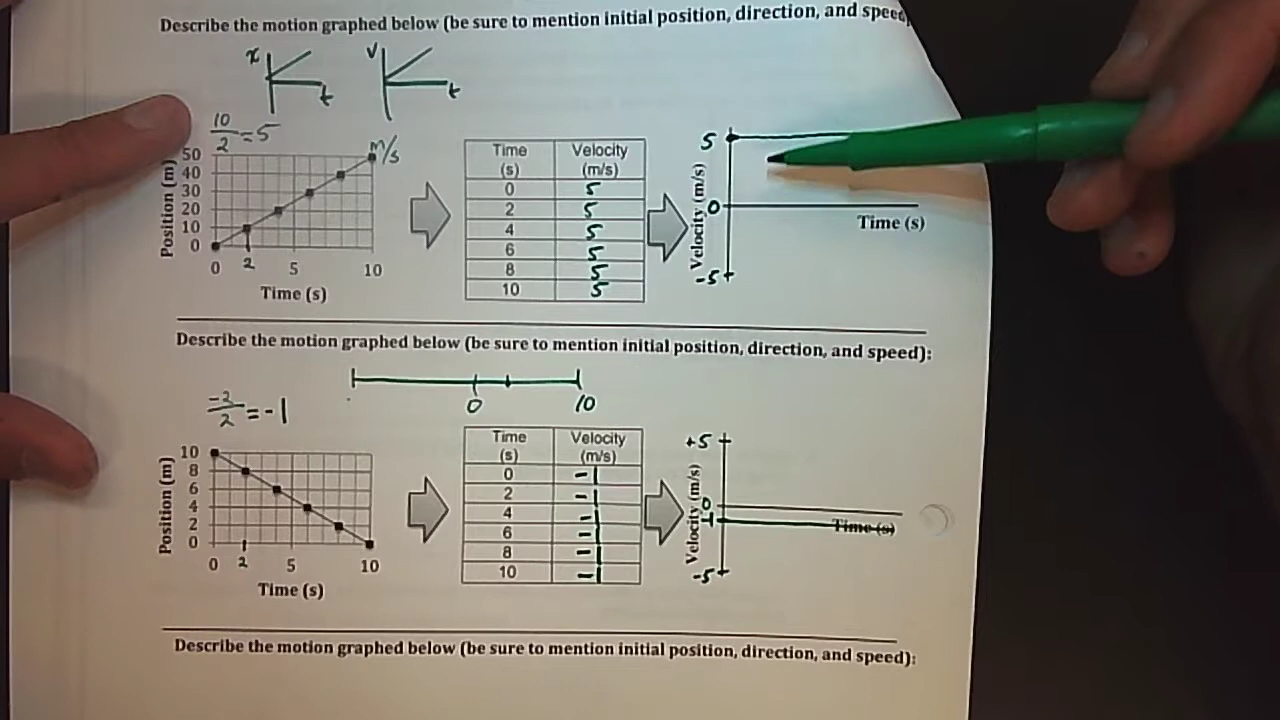 Describe the motion graphed below (be sure to mention initial position, direction, and speed
x v
t t
10/2 = 5
m/s
Position (m)
50
40
30
20
10
0
0 2 5 10
Time (s)
Time (s) Velocity (m/s)
0 5
2 5
4 5
6 5
8 5
10 5
Velocity (m/s)
5
0
-5
Time (s)
Describe the motion graphed below (be sure to mention initial position, direction, and speed):
0 10
-2/2 = -1
Position (m)
10
8
6
4
2
0
0 2 5 10
Time (s)
Time (s) Velocity (m/s)
0 -1
2 -1
4 -1
6 -1
8 -1
10 -1
Velocity (m/s)
+5
0
-1
-5
Time (s)
Describe the motion graphed below (be sure to mention initial position, direction, and speed):